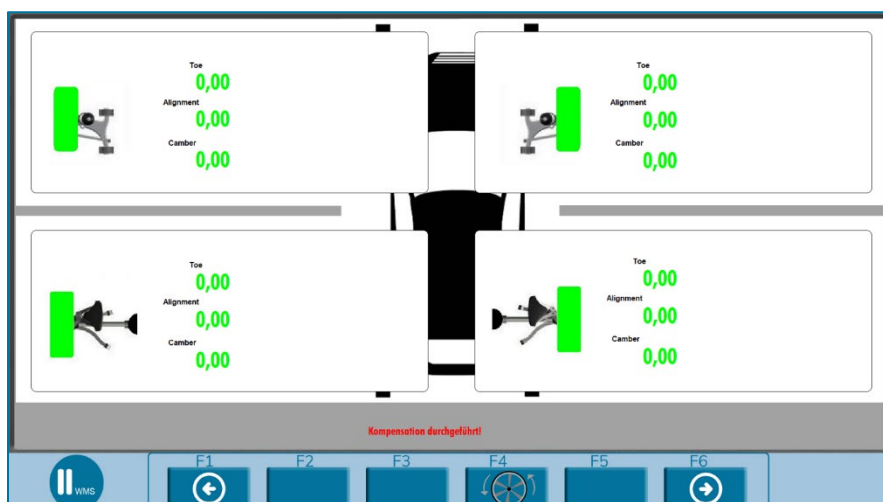 Toe
0,00
Alignment
0,00
Camber
0,00
Toe
0,00
Alignment
0,00
Camber
0,00
Toe
0,00
Alignment
0,00
Camber
0,00
Toe
0,00
Alignment
0,00
Camber
0,00
Kompensation durchgeführt!
WMS
F1 F2 F3 F4 F5 F6